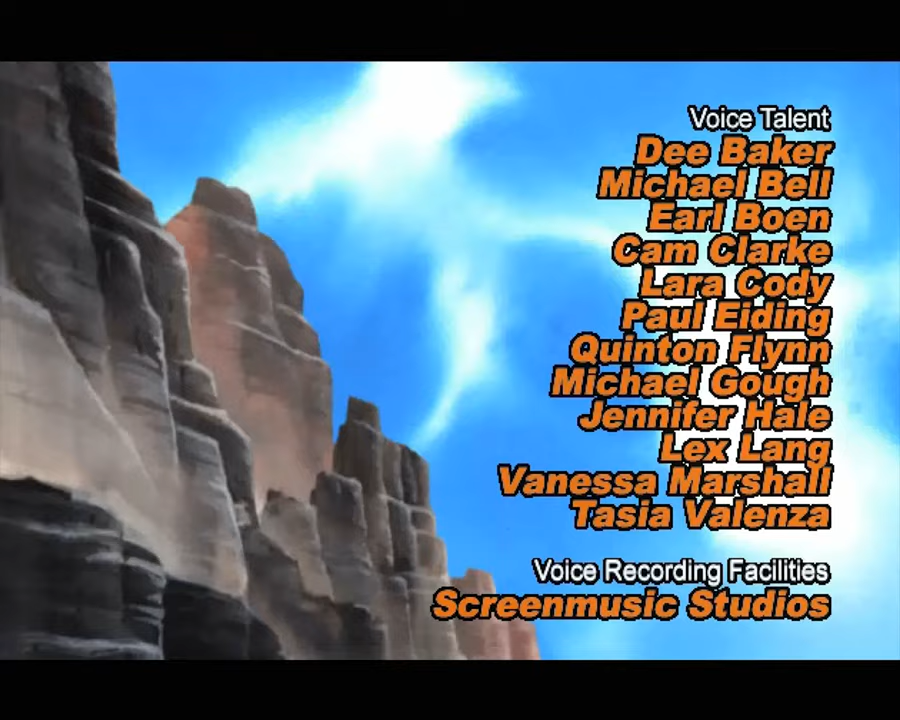 Voice Talent
Dee Baker
Michael Bell
Earl Boen
Cam Clarke
Lara Cody
Paul Eiding
Quinton Flynn
Michael Gough
Jennifer Hale
Lex Lang
Vanessa Marshall
Tasia Valenza
Voice Recording Facilities
Screenmusic Studios